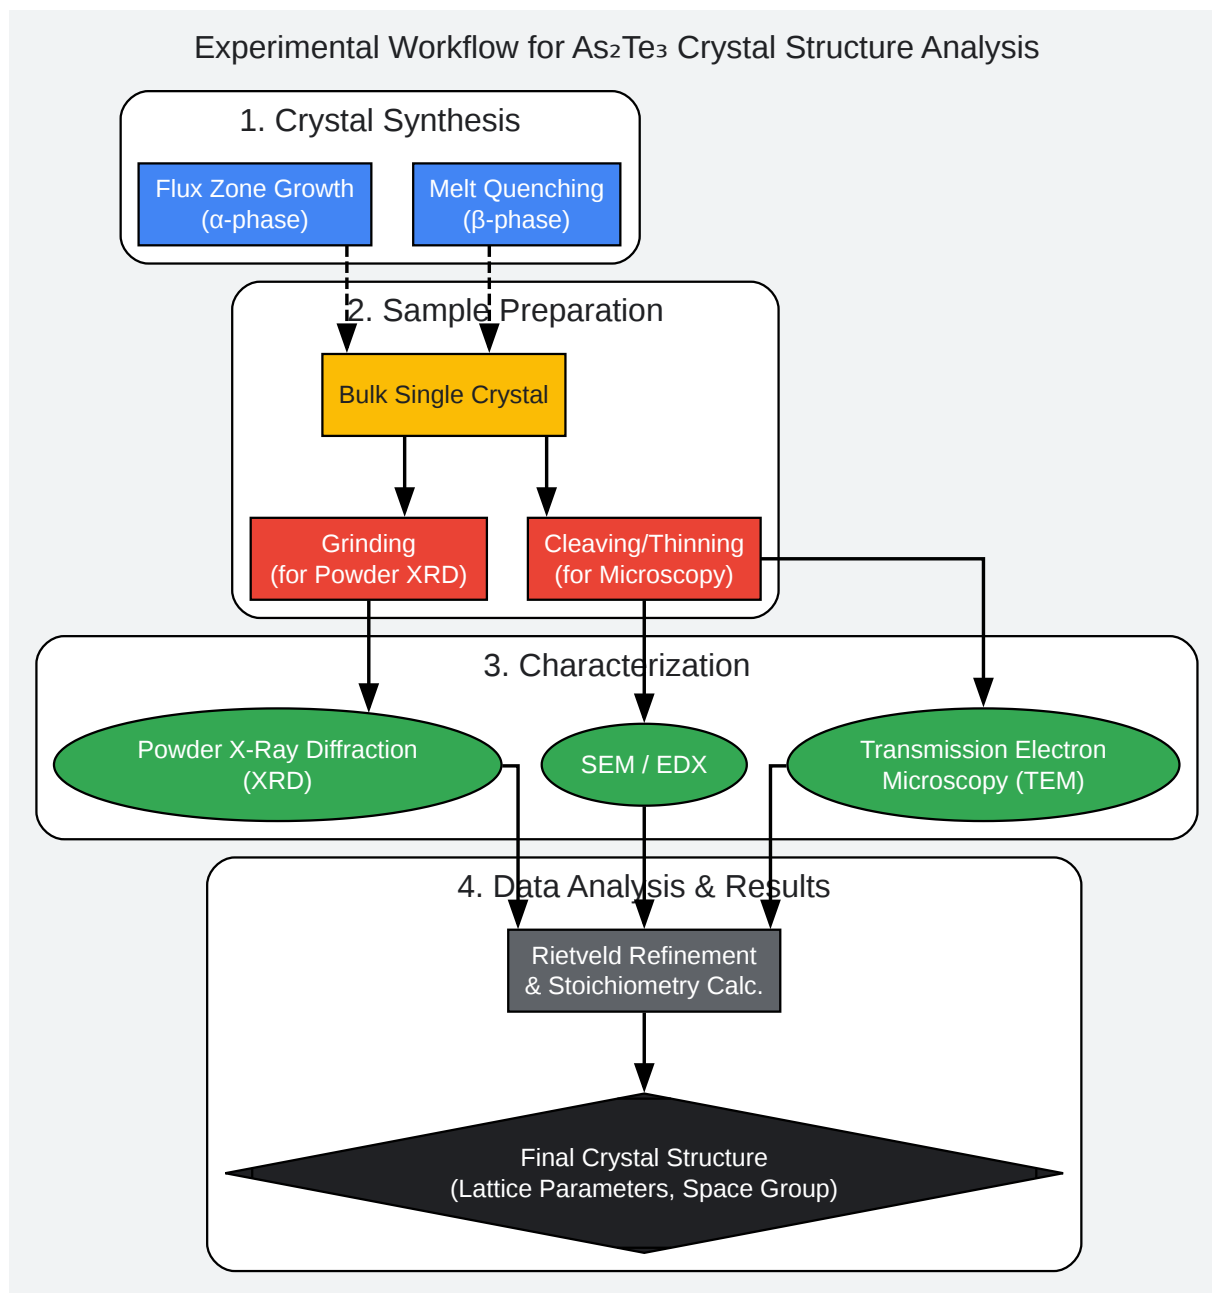 Experimental Workflow for As₂Te₃ Crystal Structure Analysis
1. Crystal Synthesis
Flux Zone Growth
(α-phase)
Melt Quenching
(β-phase)
2. Sample Preparation
Bulk Single Crystal
Grinding
(for Powder XRD)
Cleaving/Thinning
(for Microscopy)
3. Characterization
Powder X-Ray Diffraction
(XRD)
SEM / EDX
Transmission Electron
Microscopy (TEM)
4. Data Analysis & Results
Rietveld Refinement
& Stoichiometry Calc.
Final Crystal Structure
(Lattice Parameters, Space Group)